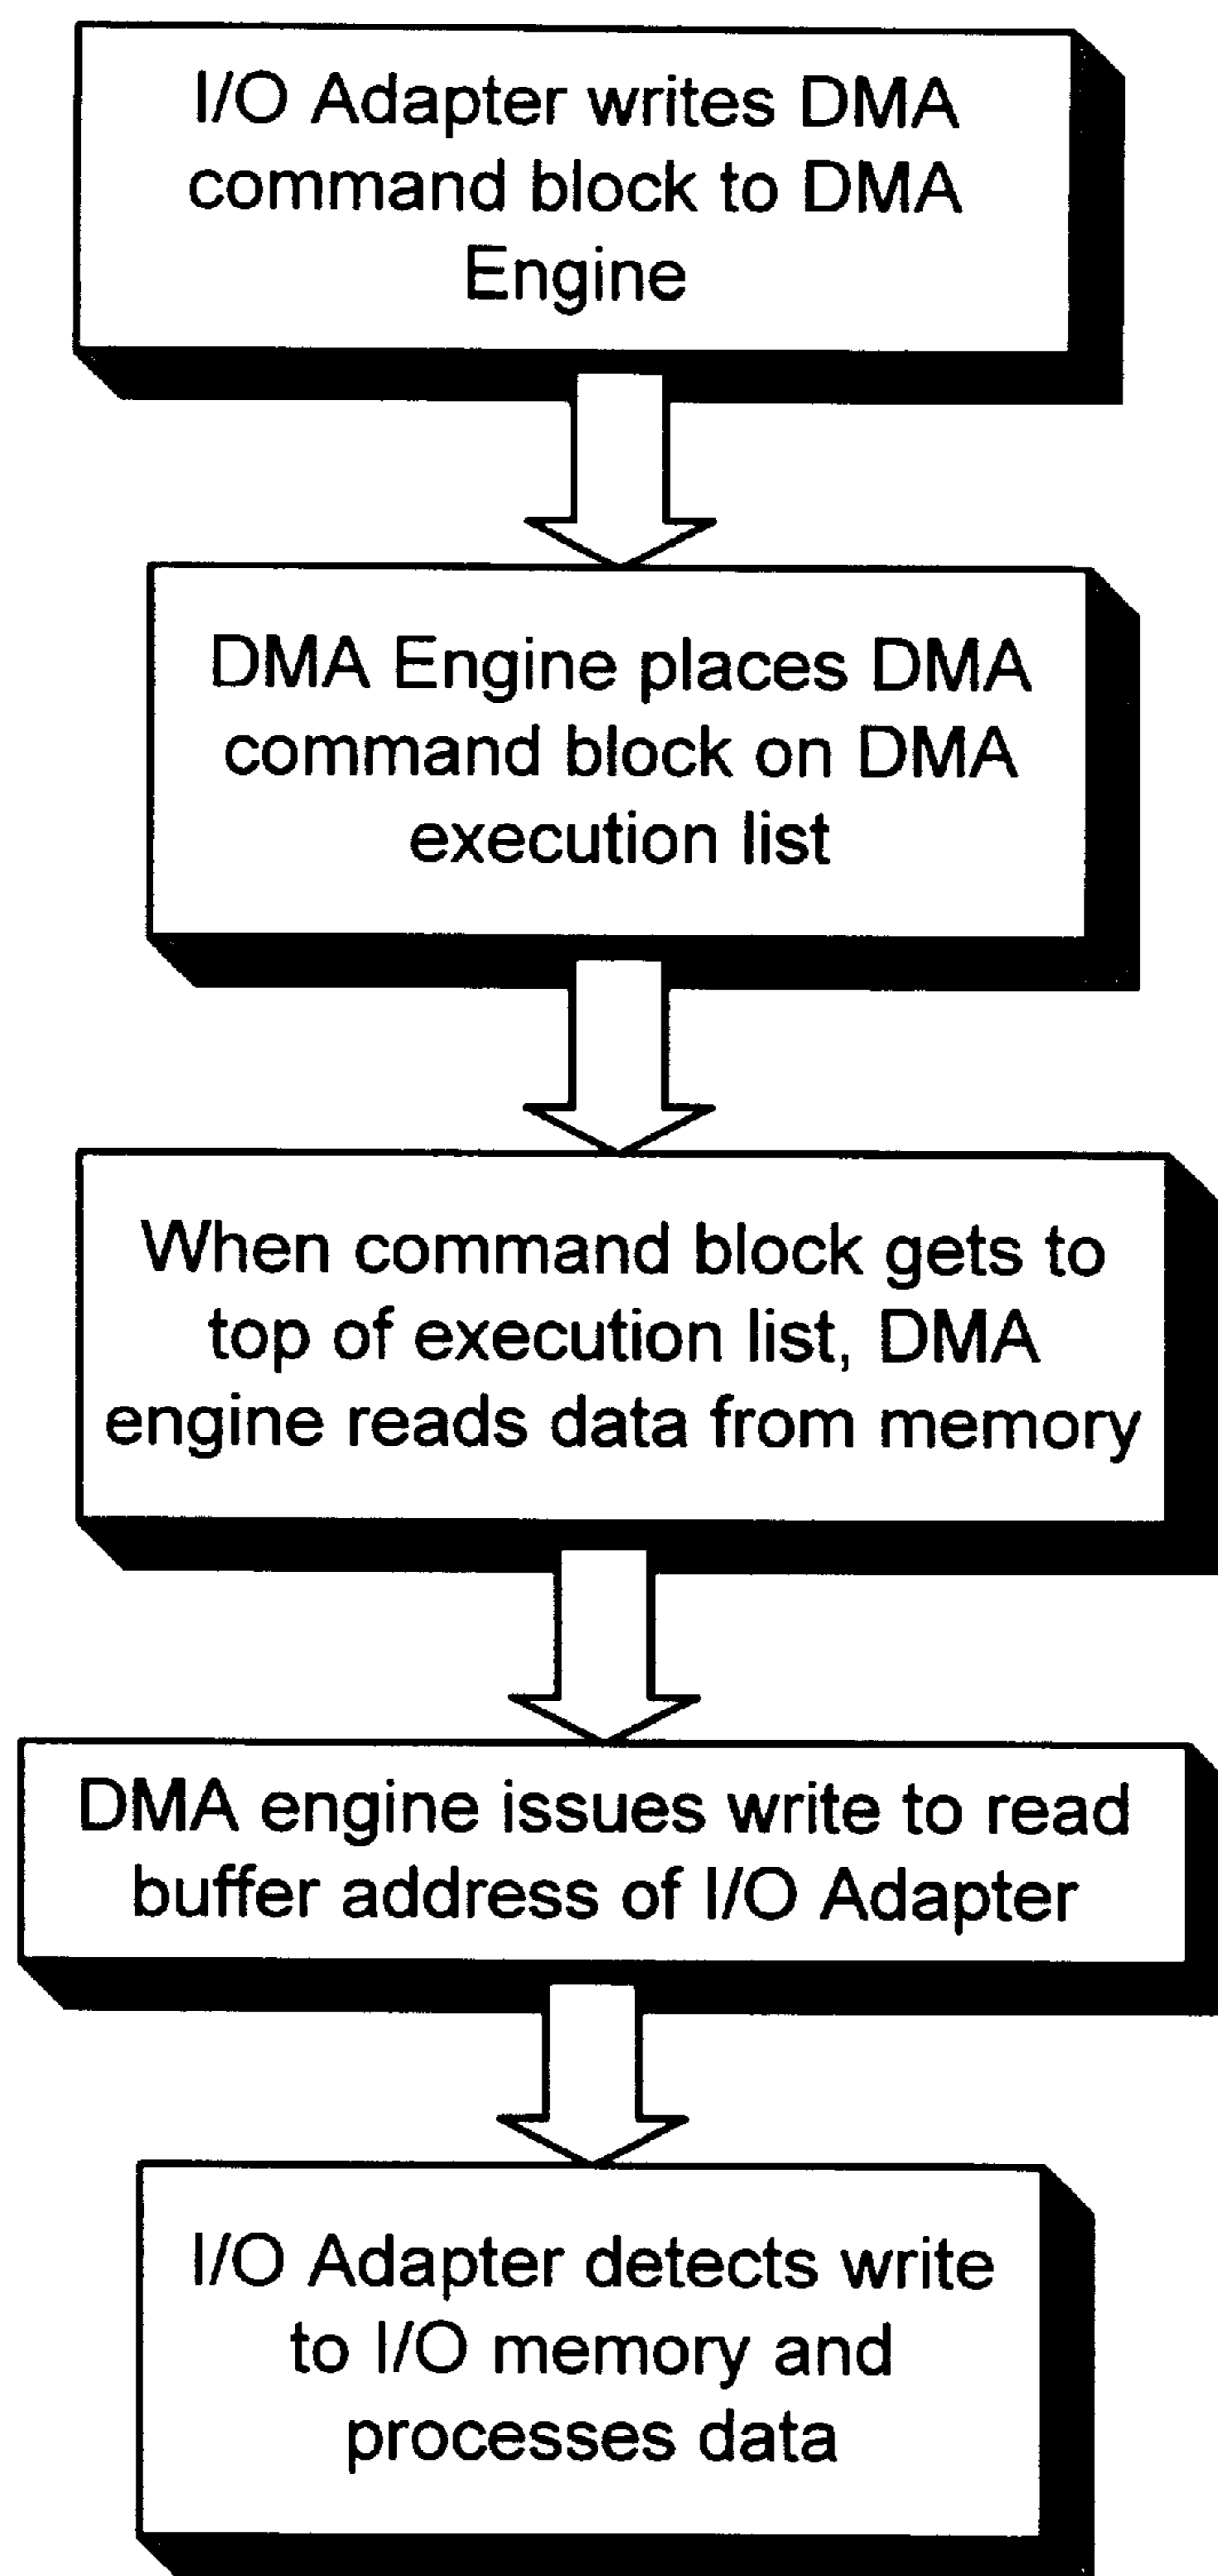 I/O Adapter writes DMA
command block to DMA
Engine
DMA Engine places DMA
command block on DMA
execution list
When command block gets to
top of execution list, DMA
engine reads data from memory
DMA engine issues write to read
buffer address of I/O Adapter
I/O Adapter detects write
to I/O memory and
processes data